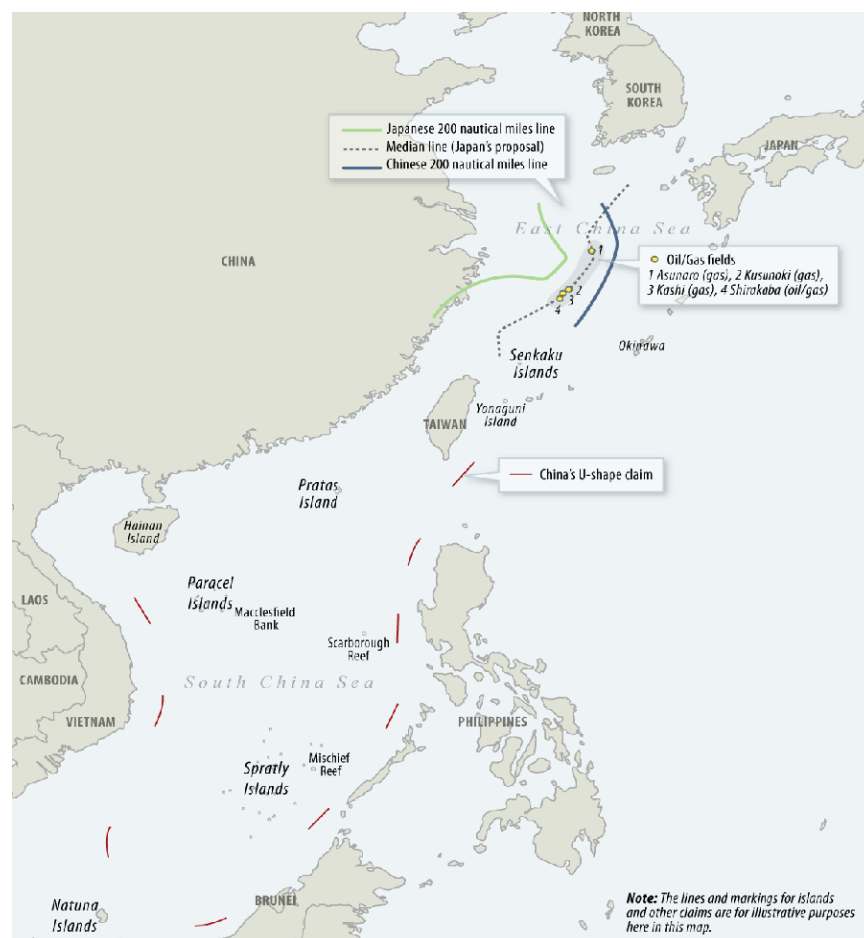 NORTH
KOREA
SOUTH
KOREA
JAPAN
Japanese 200 nautical miles line
Median line (Japan's proposal)
Chinese 200 nautical miles line
East China Sea
CHINA
1
Oil/Gas fields
1 Asunaro (gas), 2 Kusunoki (gas),
3 Kashi (gas), 4 Shirakaba (oil/gas)
2
3
4
Okinawa
Senkaku
Islands
Yonaguni
Island
TAIWAN
China's U-shape claim
Pratas
Island
Hainan
Island
Paracel
Islands
Macclesfield
Bank
LAOS
Scarborough
Reef
CAMBODIA
South China Sea
VIETNAM
PHILIPPINES
Mischief
Reef
Spratly
Islands
BRUNEI
Natuna
Islands
Note: The lines and markings for islands
and other claims are for illustrative purposes
here in this map.